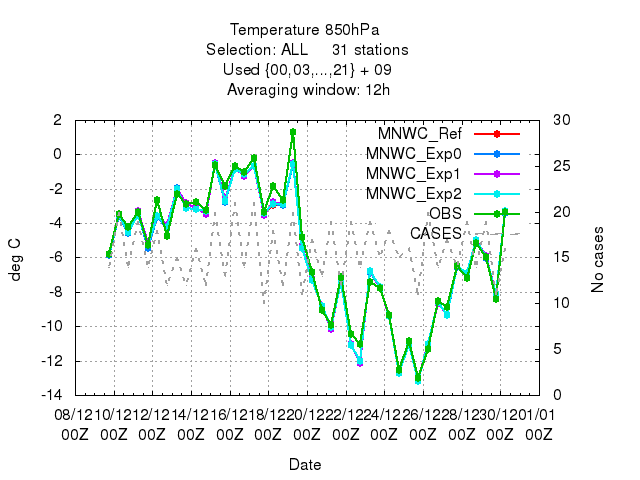 Temperature 850hPa
Selection: ALL 31 stations
Used {00,03,...,21} + 09
Averaging window: 12h
2 30
MNWC_Ref
0 25
MNWC_Exp0
MNWC_Exp1
-2
MNWC_Exp2
OBS 20
-4
CASES
deg C No cases
-6 15
-8
10
-10
5
-12
-14 0
08/12 10/12 12/12 14/12 16/12 18/12 20/12 22/12 24/12 26/12 28/12 30/12 01/01
00Z 00Z 00Z 00Z 00Z 00Z 00Z 00Z 00Z 00Z 00Z 00Z 00Z
Date